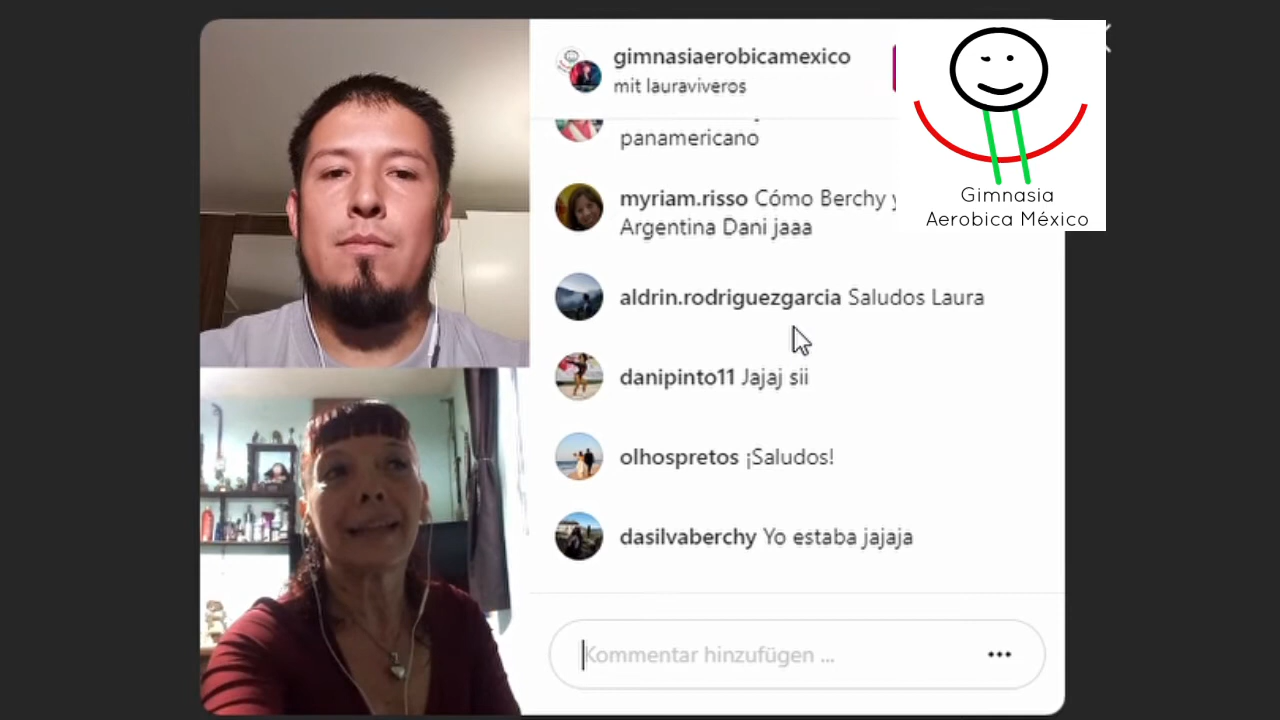 gimnasiaerobicamexico
mit lauraviveros
panamericano
myriam.risso Cómo Berchy y
Argentina Dani jaaa
aldrin.rodriguezgarcia Saludos Laura
danipinto11 Jajaj sii
olhospretos ¡Saludos!
dasilvaberchy Yo estaba jajaja
Kommentar hinzufügen ...
Gimnasia
Aerobica México